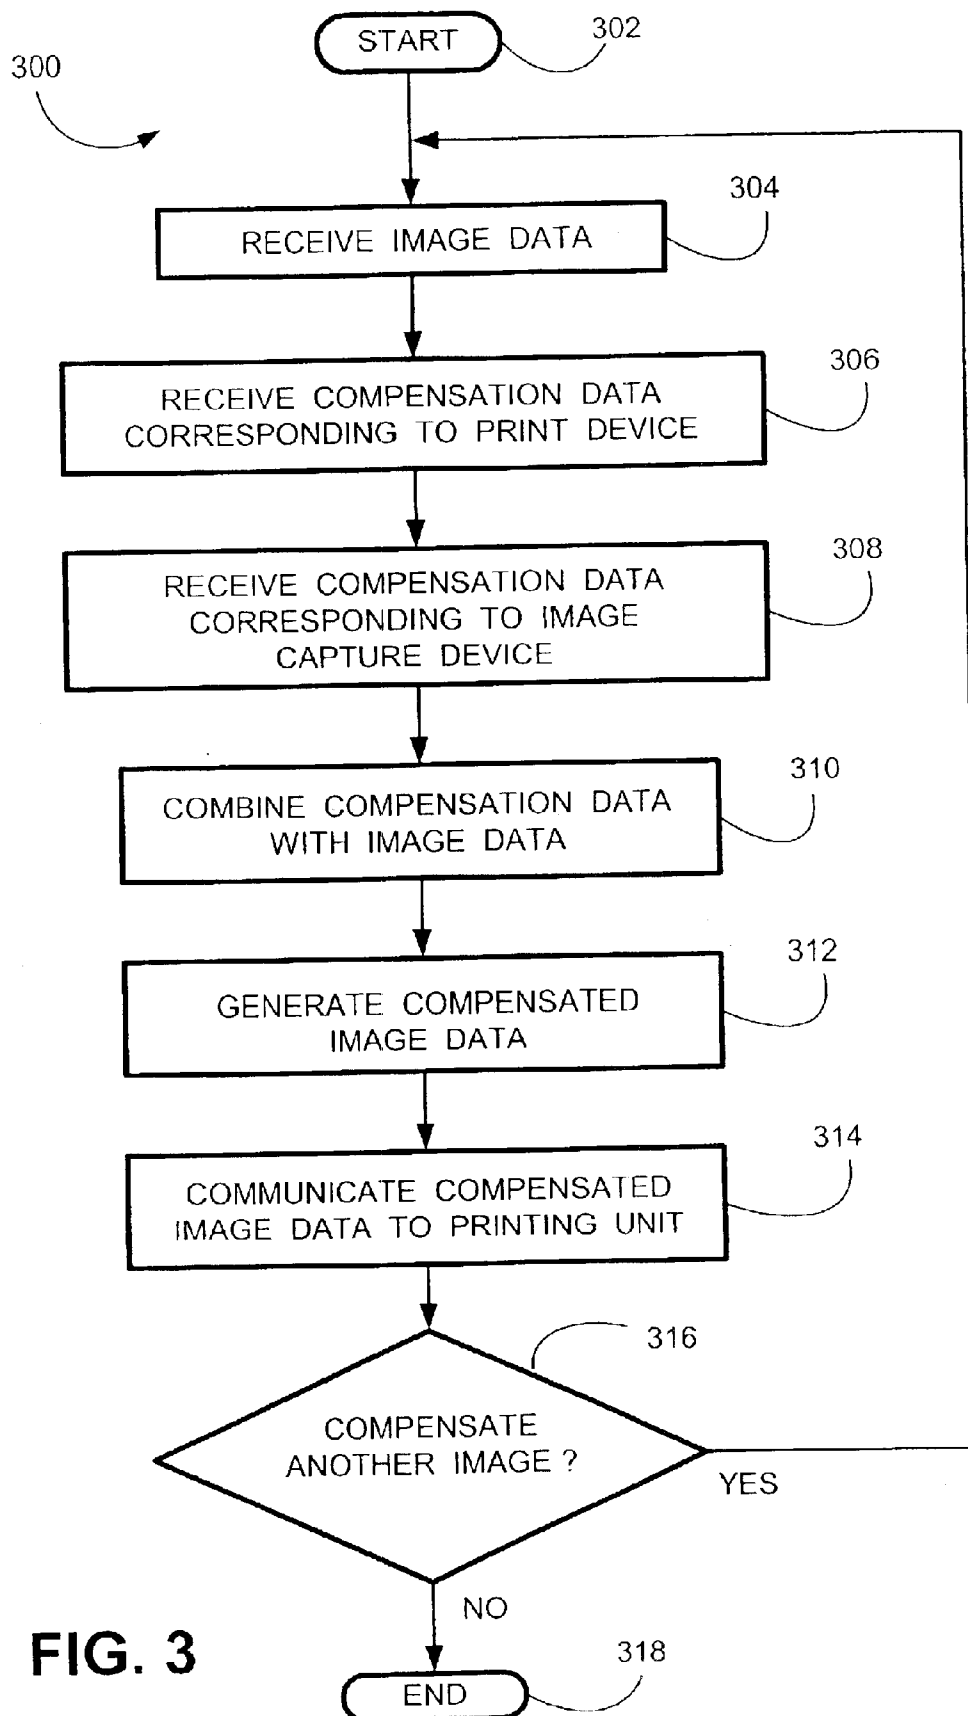 START
302
300
304
RECEIVE IMAGE DATA
306
RECEIVE COMPENSATION DATA
CORRESPONDING TO PRINT DEVICE
308
RECEIVE COMPENSATION DATA
CORRESPONDING TO IMAGE
CAPTURE DEVICE
310
COMBINE COMPENSATION DATA
WITH IMAGE DATA
312
GENERATE COMPENSATED
IMAGE DATA
314
COMMUNICATE COMPENSATED
IMAGE DATA TO PRINTING UNIT
316
COMPENSATE
ANOTHER IMAGE ?
YES
NO
FIG. 3
318
END